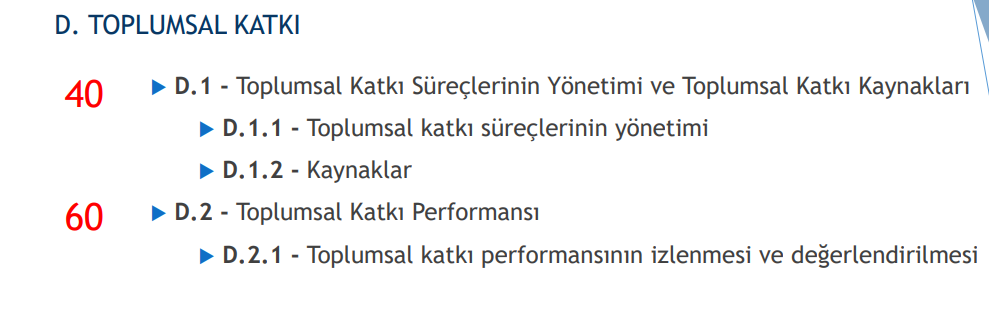 D. TOPLUMSAL KATKI
40 D.1 - Toplumsal Katkı Süreçlerinin Yönetimi ve Toplumsal Katkı Kaynakları
D.1.1 - Toplumsal katkı süreçlerinin yönetimi
D.1.2 - Kaynaklar
60 D.2 - Toplumsal Katkı Performansı
D.2.1 - Toplumsal katkı performansının izlenmesi ve değerlendirilmesi